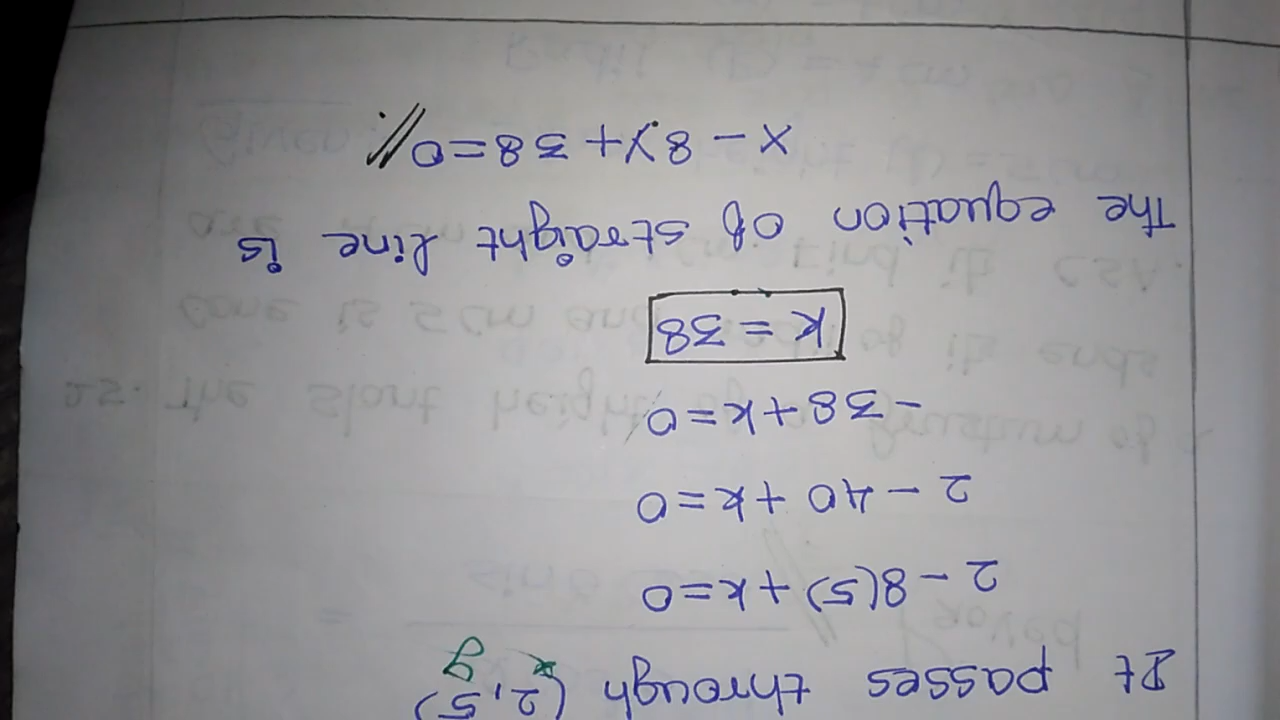 It passes through (2,5)
x y
2 - 8(5) + k = 0
2 - 40 + k = 0
- 38 + k = 0
k = 38
The equation of straight line is
x - 8y + 38 = 0 //